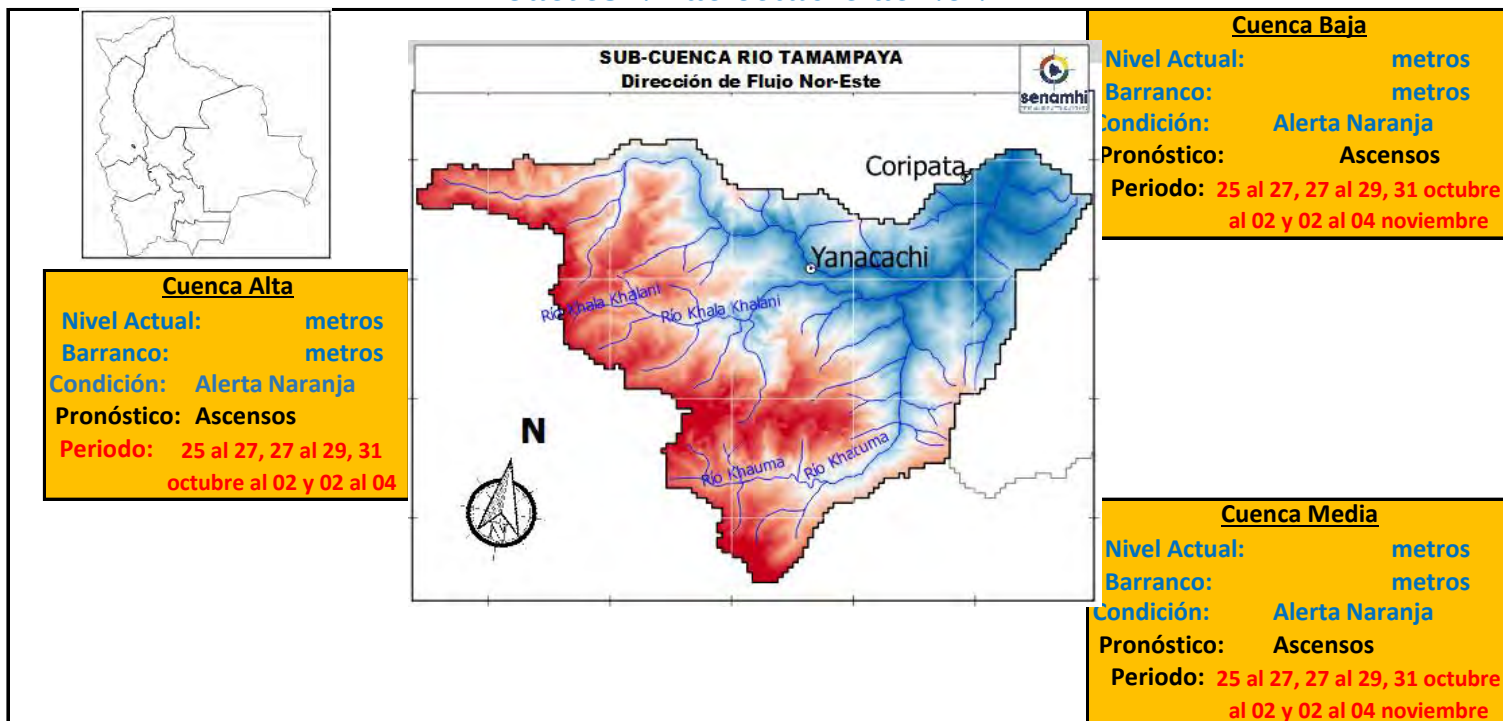 SUB-CUENCA RIO TAMAMPAYA
Dirección de Flujo Nor-Este
senamhi
Coripata
Yanacachi
Río Khala Khalani
Río Khala Khalani
Río Khauma
Río Khatuma
N
Cuenca Baja
Nivel Actual: metros
Barranco: metros
Condición: Alerta Naranja
Pronóstico: Ascensos
Periodo: 25 al 27, 27 al 29, 31 octubre
al 02 y 02 al 04 noviembre
Cuenca Alta
Nivel Actual: metros
Barranco: metros
Condición: Alerta Naranja
Pronóstico: Ascensos
Periodo: 25 al 27, 27 al 29, 31
octubre al 02 y 02 al 04
Cuenca Media
Nivel Actual: metros
Barranco: metros
Condición: Alerta Naranja
Pronóstico: Ascensos
Periodo: 25 al 27, 27 al 29, 31 octubre
al 02 y 02 al 04 noviembre